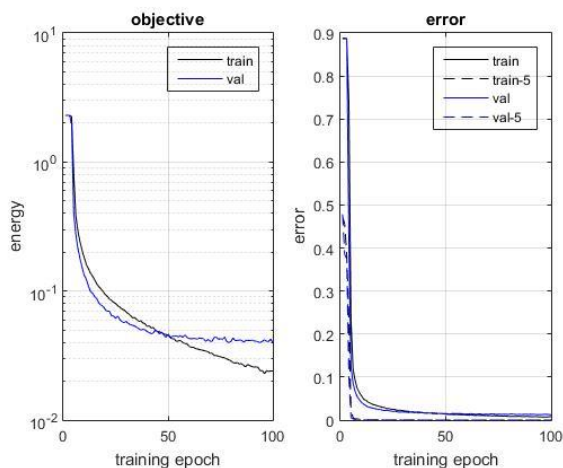 objective
10^1
10^0
10^-1
10^-2
energy
train
val
0
50
100
training epoch
error
0.9
0.8
0.7
0.6
0.5
0.4
0.3
0.2
0.1
0
error
train
train-5
val
val-5
0
50
100
training epoch